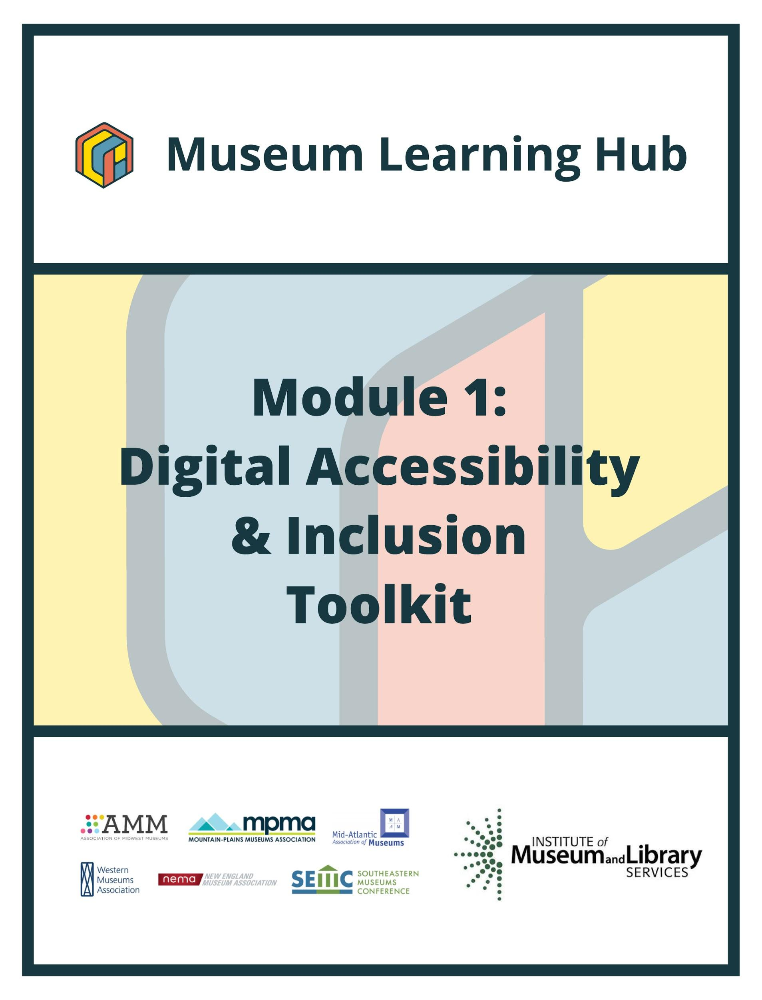 Museum Learning Hub
Module 1:
Digital Accessibility
& Inclusion
Toolkit
AMM
ASSOCIATION OF MIDWEST MUSEUMS
mpma
MOUNTAIN-PLAINS MUSEUMS ASSOCIATION
M A
A M
Mid-Atlantic
Association of Museums
Western
Museums
Association
nema
NEW ENGLAND
MUSEUM ASSOCIATION
SEMC
SOUTHEASTERN
MUSEUMS
CONFERENCE
INSTITUTE of
Museum and Library
SERVICES